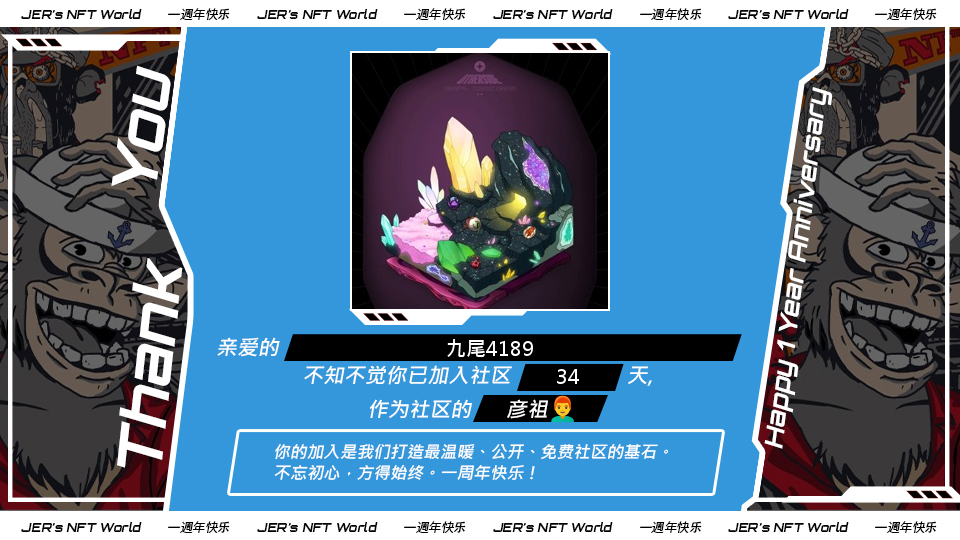 JER's NFT World 一週年快乐 JER's NFT World 一週年快乐 JER's NFT World 一週年快乐 JER's NFT World 一週年快乐
Thank You
Happy 1 Year Anniversary
亲爱的 九尾4189
不知不觉你已加入社区 34 天,
作为社区的 彦祖👨‍🦰
你的加入是我们打造最温暖、公开、免费社区的基石。
不忘初心，方得始终。一周年快乐！
JER's NFT World 一週年快乐 JER's NFT World 一週年快乐 JER's NFT World 一週年快乐 JER's NFT World 一週年快乐